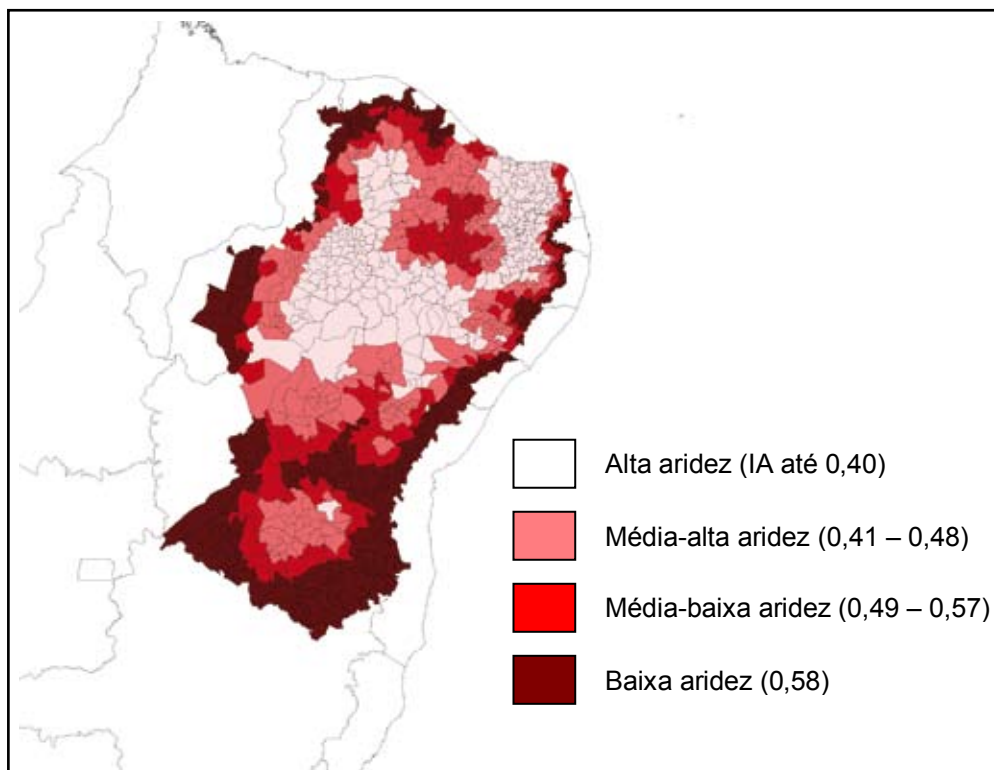 Alta aridez (IA até 0,40)
Média-alta aridez (0,41 – 0,48)
Média-baixa aridez (0,49 – 0,57)
Baixa aridez (0,58)